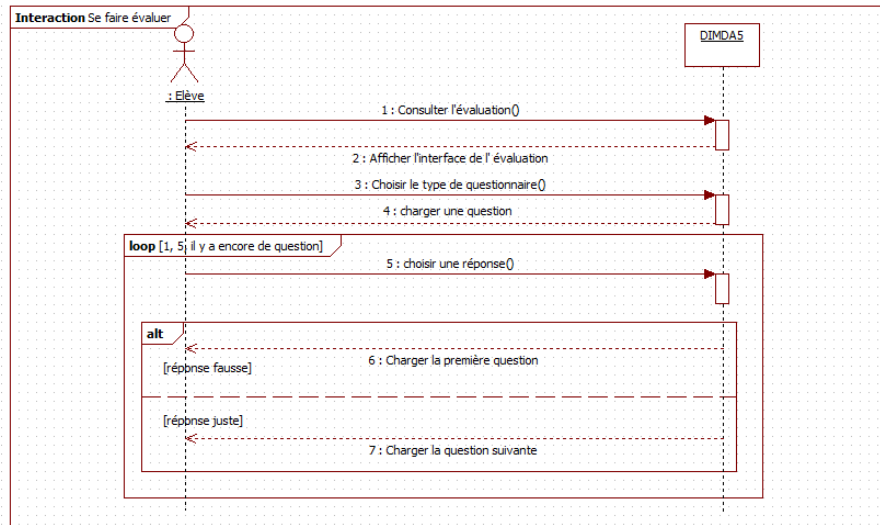 Interaction Se faire évaluer
DIMDA5
: Elève
1 : Consulter l'évaluation()
2 : Afficher l'interface de l' évaluation
3 : Choisir le type de questionnaire()
4 : charger une question
loop [1, 5, il y a encore de question]
5 : choisir une réponse()
alt
6 : Charger la première question
[réponse fausse]
[réponse juste]
7 : Charger la question suivante